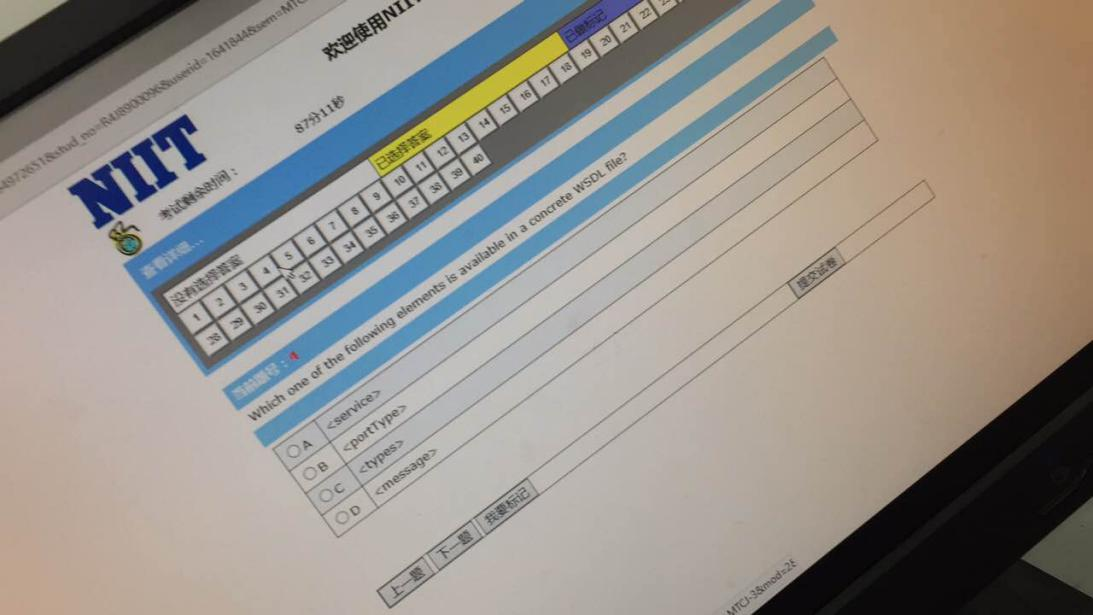 欢迎使用NIIT
NIIT
考试剩余时间：
87分11秒
查看详细...
没有选择答案
已选择答案
已做标记
1 2 3 4 5 6 7 8 9 10 11 12 13 14 15 16 17 18 19 20 21 22 23
28 29 30 31 32 33 34 35 36 37 38 39 40
当前题号：4
Which one of the following elements is available in a concrete WSDL file?
A <service>
B <portType>
C <types>
D <message>
上一题 下一题 我要标记 提交试卷